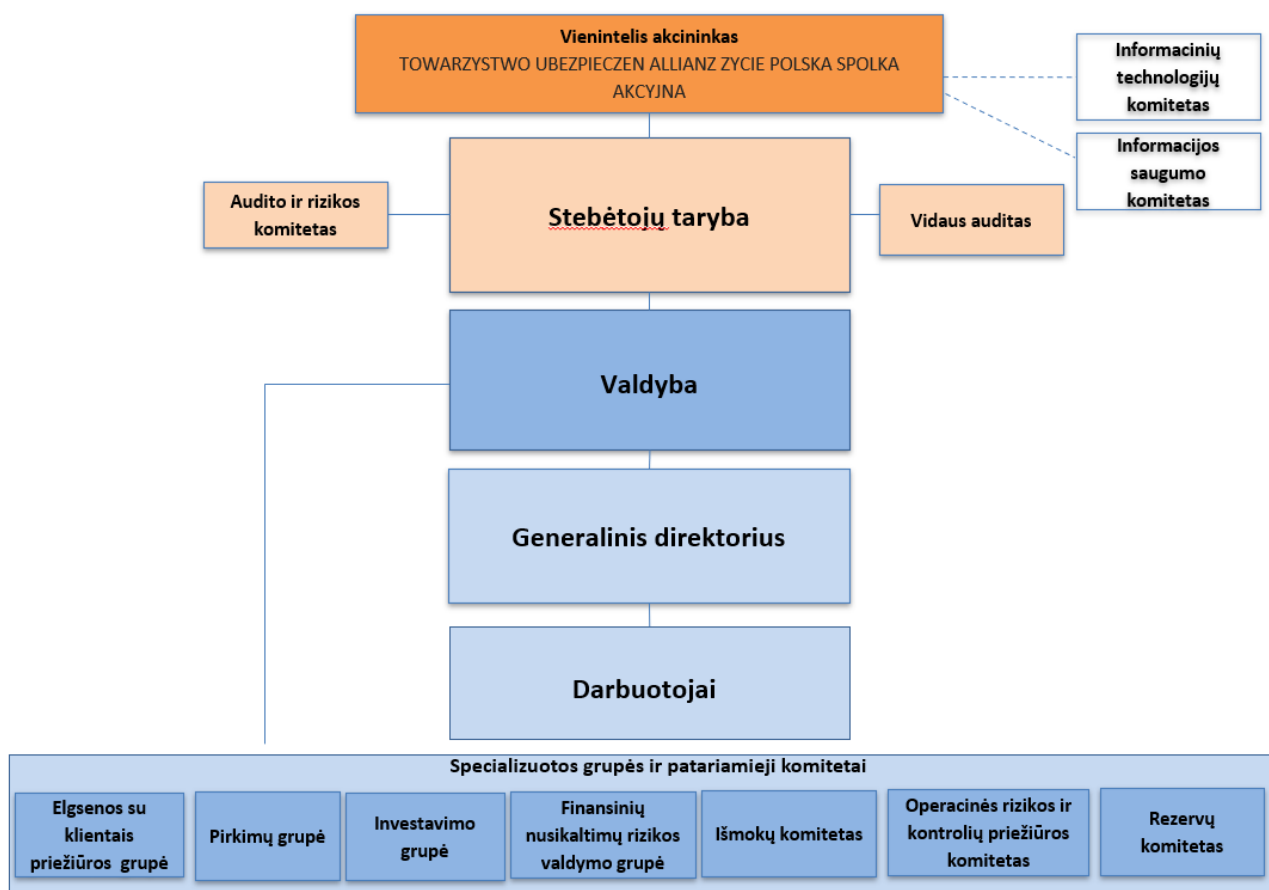 Vienintelis akcininkas
TOWARZYSTWO UBEZPIECZEN ALLIANZ ZYCIE POLSKA SPOLKA
AKCYJNA
Informacinių
technologijų
komitetas
Informacijos
saugumo
komitetas
Audito ir rizikos
komitetas
Stebėtojų taryba
Vidaus auditas
Valdyba
Generalinis direktorius
Darbuotojai
Specializuotos grupės ir patariamieji komitetai
Elgsenos su
klientais
priežiūros grupė
Pirkimų grupė
Investavimo
grupė
Finansinių
nusikaltimų rizikos
valdymo grupė
Išmokų komitetas
Operacinės rizikos ir
kontrolių priežiūros
komitetas
Rezervų
komitetas